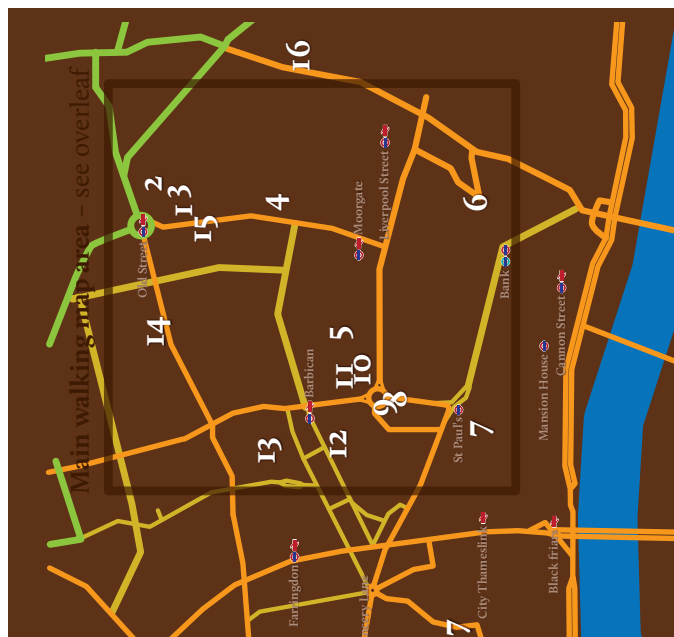 Main walking map area – see overleaf
16
2
13
15
4
6
Moorgate
Liverpool Street
Old Street
Bank
Cannon Street
Mansion House
14
5
11
10
Barbican
9
8
St Paul's
7
13
12
Farringdon
City Thameslink
Blackfriars
7